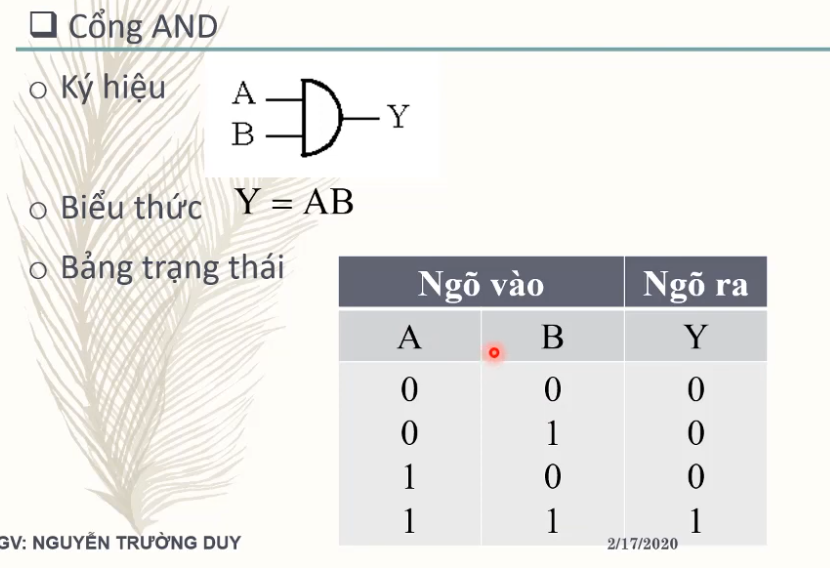 Cổng AND
Ký hiệu
A
B
Y
Biểu thức Y = AB
Bảng trạng thái
Ngõ vào Ngõ ra
A B Y
0 0 0
0 1 0
1 0 0
1 1 1
GV: NGUYỄN TRƯỜNG DUY
2/17/2020